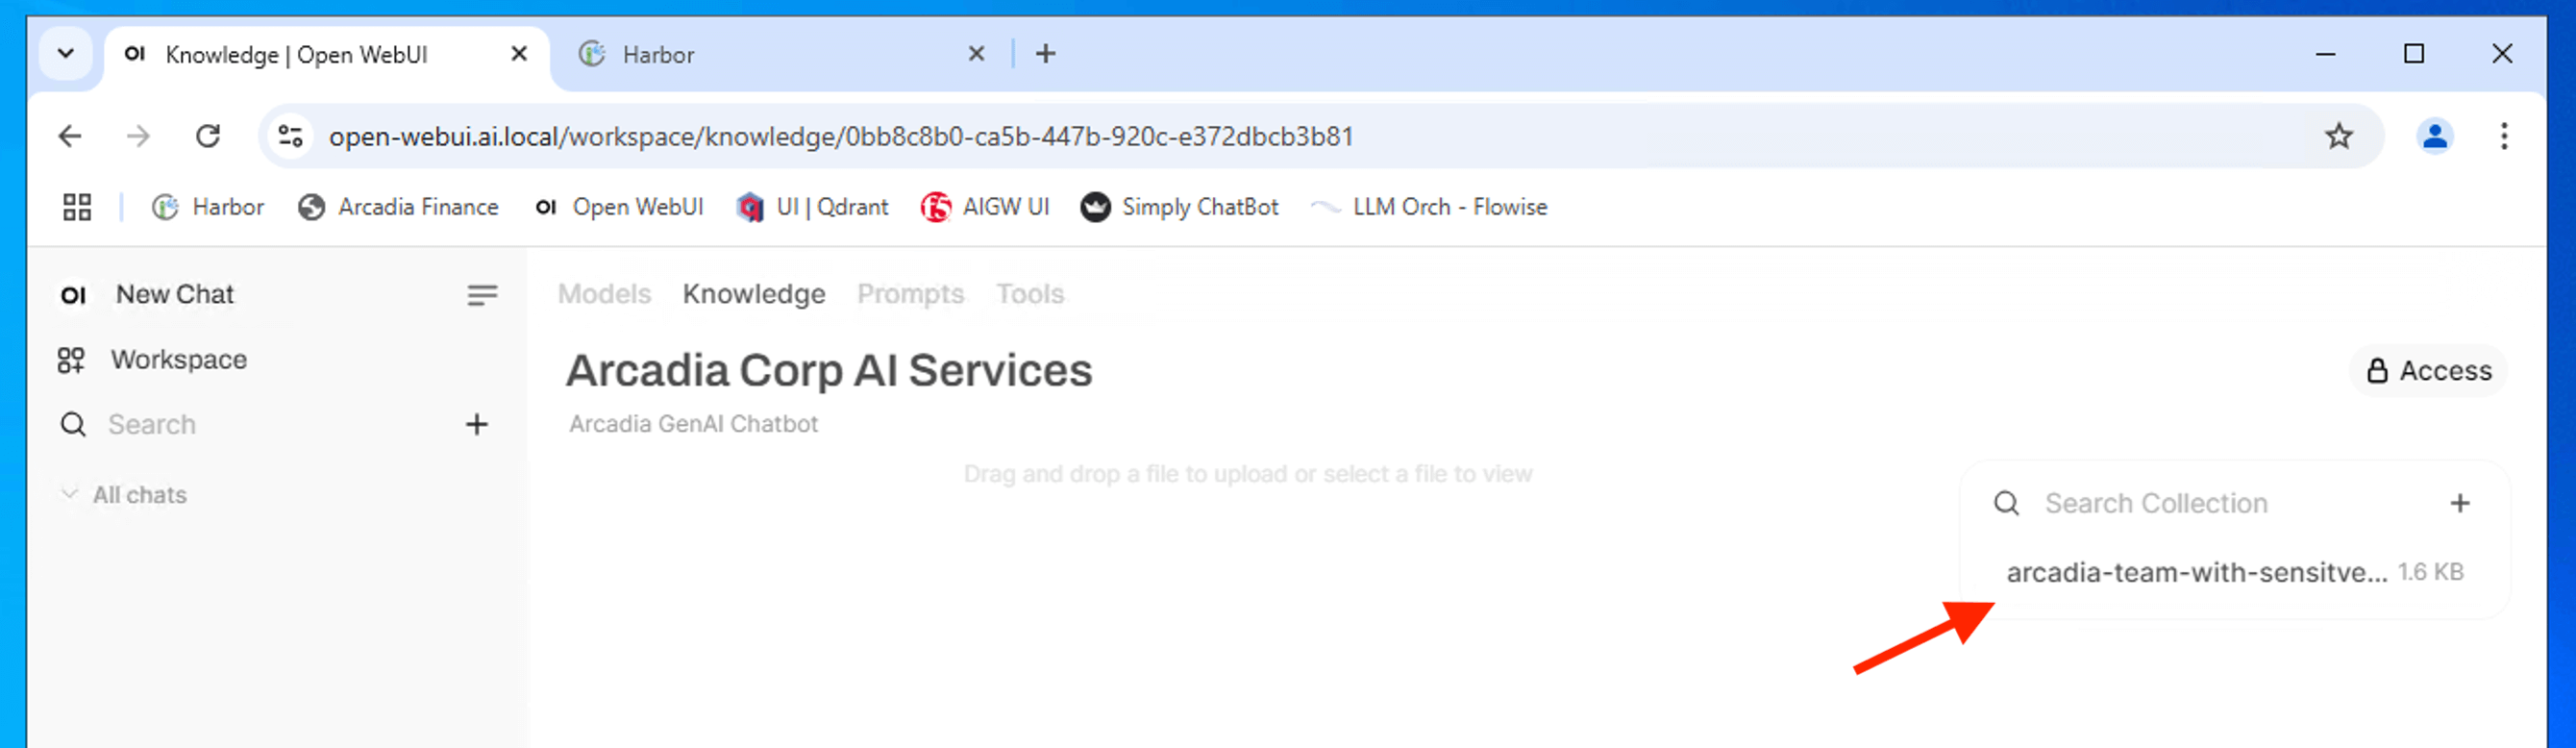 OI Knowledge | Open WebUI Harbor
open-webui.ai.local/workspace/knowledge/0bb8c8b0-ca5b-447b-920c-e372dbcb3b81
Harbor Arcadia Finance OI Open WebUI UI | Qdrant f5 AIGW UI Simply ChatBot LLM Orch - Flowise
OI New Chat
Workspace
Search
All chats
Models Knowledge Prompts Tools
Arcadia Corp AI Services
Access
Arcadia GenAI Chatbot
Drag and drop a file to upload or select a file to view
Search Collection
arcadia-team-with-sensitve... 1.6 KB